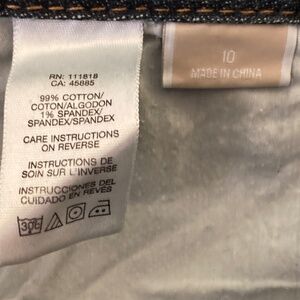 RN: 111818
CA: 45885
99% COTTON/
COTTON/ALGODON
1% SPANDEX/
SPANDEX/SPANDEX
CARE INSTRUCTIONS
ON REVERSE
INSTRUCTIONS DE
SOIN SUR L'INVERSE
INSTRUCCIONES DEL
CUIDADO EN REVES
30
10
MADE IN CHINA